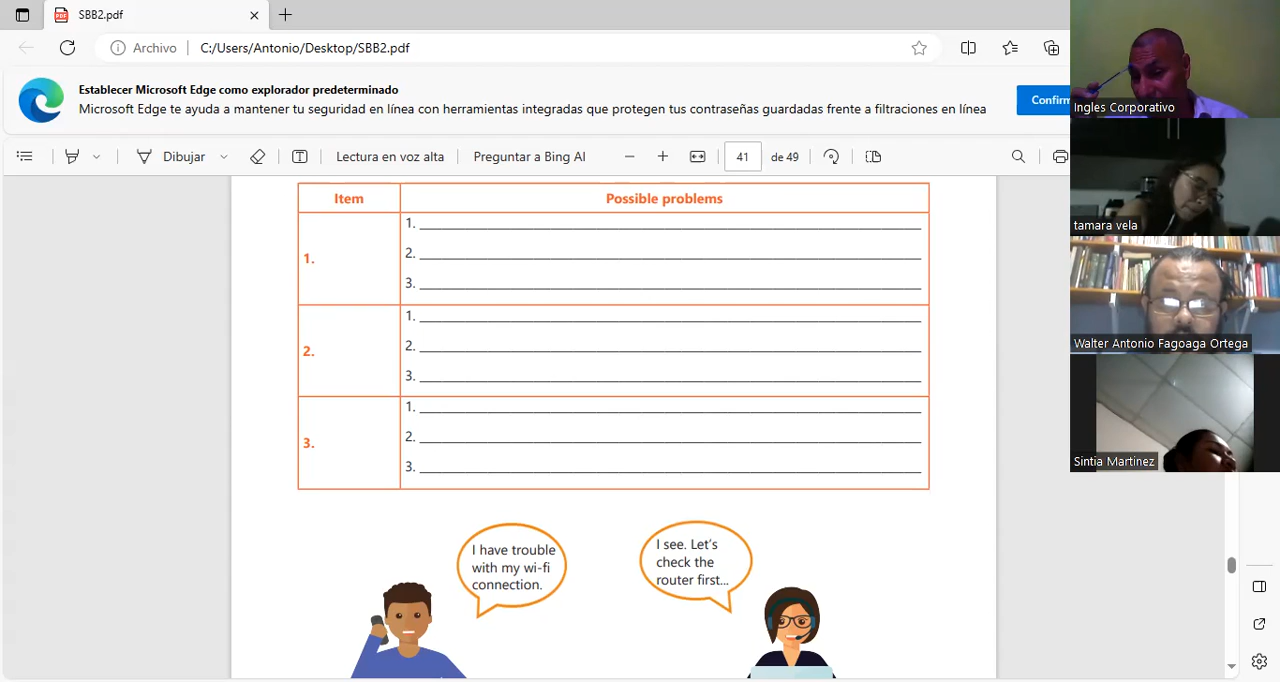 SBB2.pdf
Archivo
C:/Users/Antonio/Desktop/SBB2.pdf
Establecer Microsoft Edge como explorador predeterminado
Microsoft Edge te ayuda a mantener tu seguridad en línea con herramientas integradas que protegen tus contraseñas guardadas frente a filtraciones en línea
Confirm
Dibujar
Lectura en voz alta
Preguntar a Bing AI
41
de 49
Item
Possible problems
1.
1.
2.
3.
2.
1.
2.
3.
3.
1.
2.
3.
I have trouble
with my wi-fi
connection.
I see. Let's
check the
router first...
Ingles Corporativo
tamara vela
Walter Antonio Fagoaga Ortega
Sintia Martinez